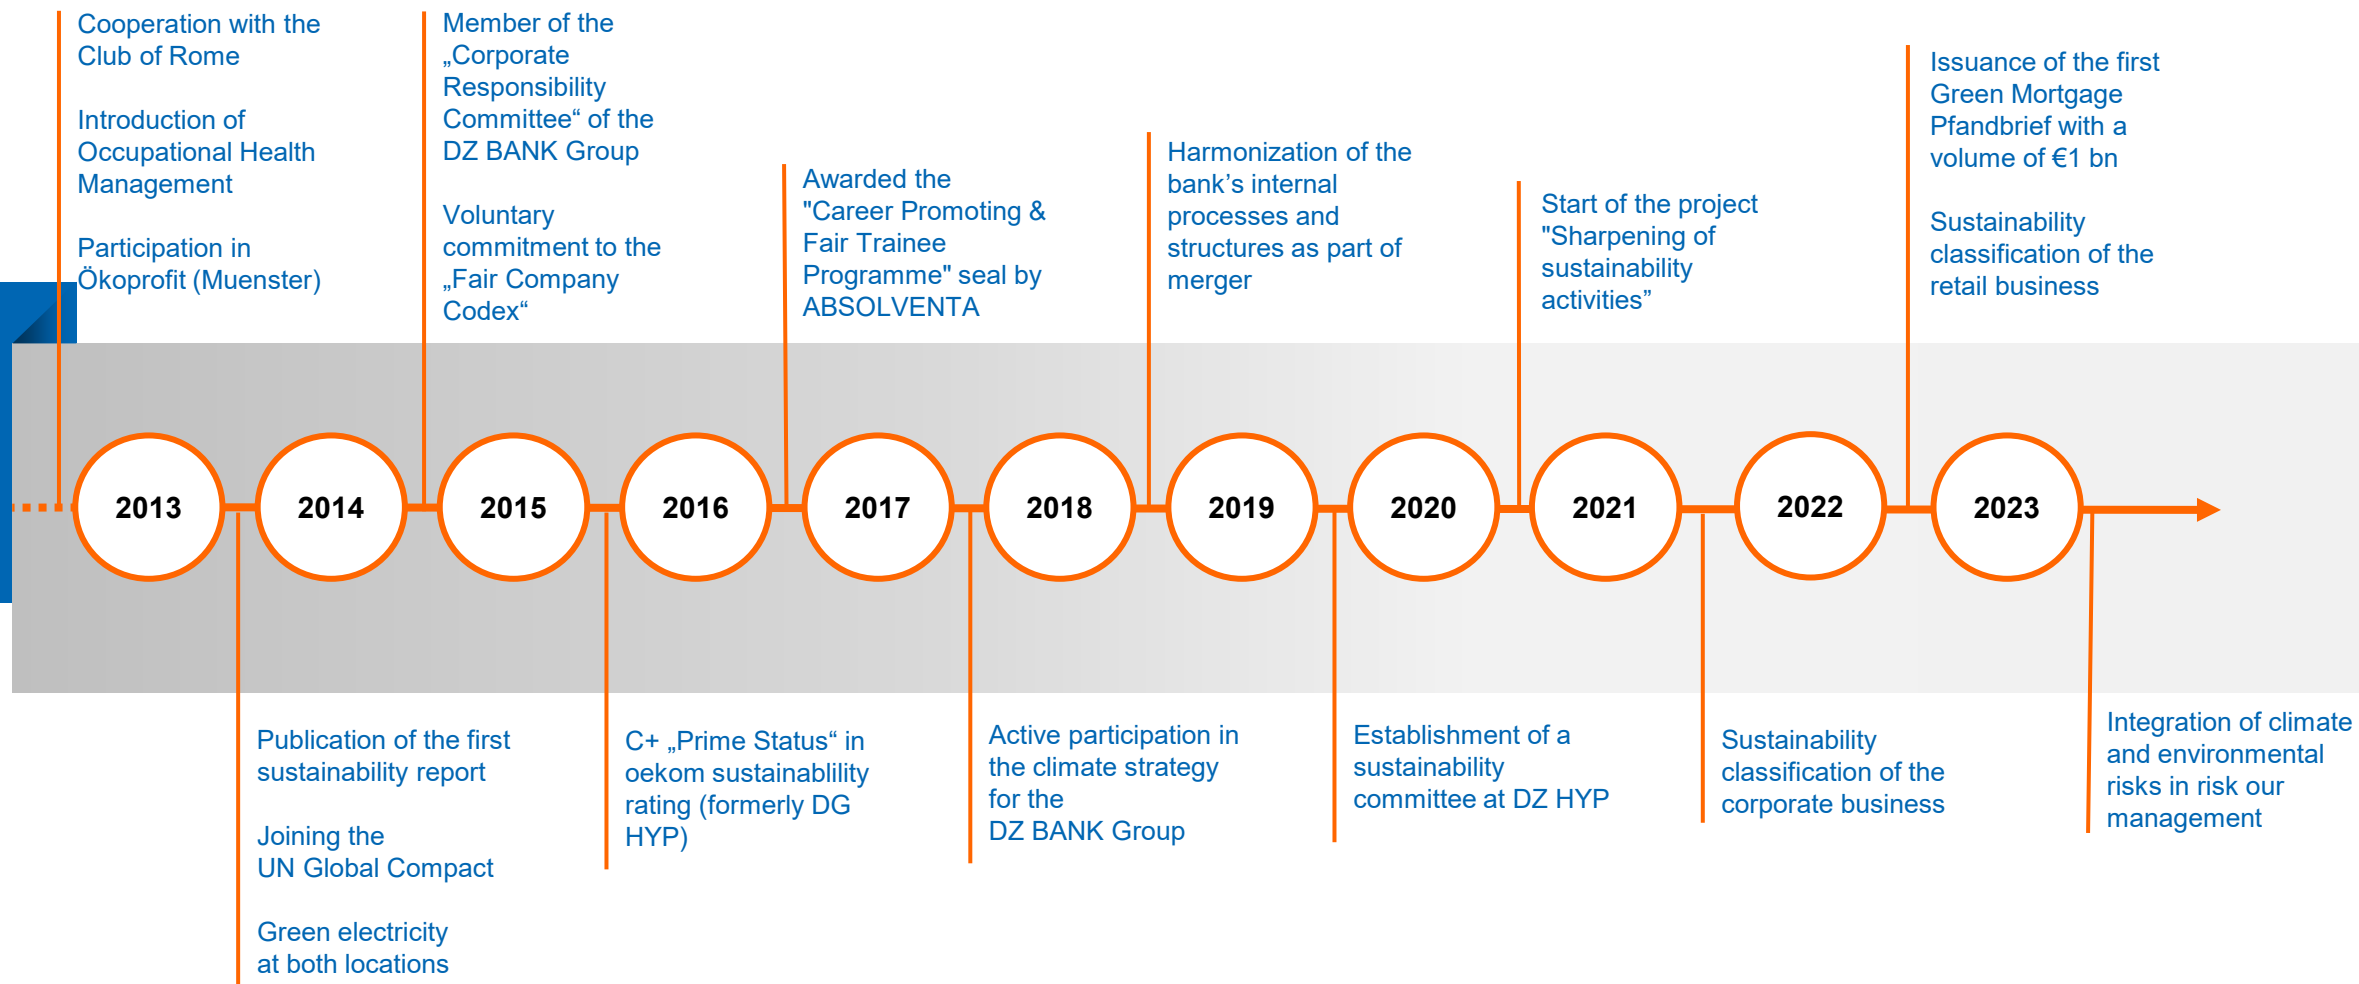 Cooperation with the
Club of Rome
Introduction of
Occupational Health
Management
Participation in
Ökoprofit (Muenster)
Member of the
„Corporate
Responsibility
Committee“ of the
DZ BANK Group
Voluntary
commitment to the
„Fair Company
Codex“
Awarded the
"Career Promoting &
Fair Trainee
Programme" seal by
ABSOLVENTA
Harmonization of the
bank’s internal
processes and
structures as part of
merger
Start of the project
"Sharpening of
sustainability
activities”
Issuance of the first
Green Mortgage
Pfandbrief with a
volume of €1 bn
Sustainability
classification of the
retail business
2013
2014
2015
2016
2017
2018
2019
2020
2021
2022
2023
Publication of the first
sustainability report
Joining the
UN Global Compact
Green electricity
at both locations
C+ „Prime Status“ in
oekom sustainablility
rating (formerly DG
HYP)
Active participation in
the climate strategy
for the
DZ BANK Group
Establishment of a
sustainability
committee at DZ HYP
Sustainability
classification of the
corporate business
Integration of climate
and environmental
risks in risk our
management